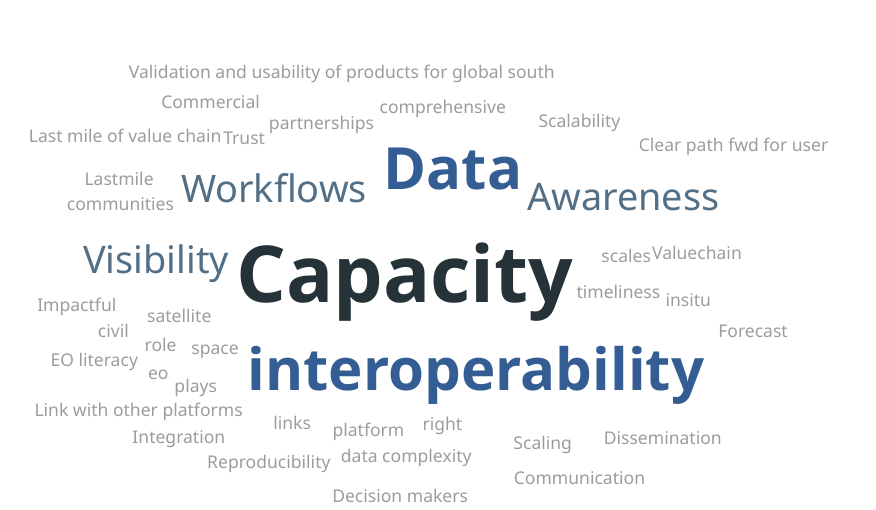 Validation and usability of products for global south
Commercial
comprehensive
partnerships
Scalability
Last mile of value chain
Trust
Clear path fwd for user
Data
Lastmile
communities
Workflows
Awareness
Visibility
Capacity
scales
Valuechain
timeliness
insitu
Impactful
satellite
civil
Forecast
role
space
EO literacy
eo
plays
interoperability
Link with other platforms
links
platform
right
Integration
Scaling
Dissemination
Reproducibility
data complexity
Communication
Decision makers